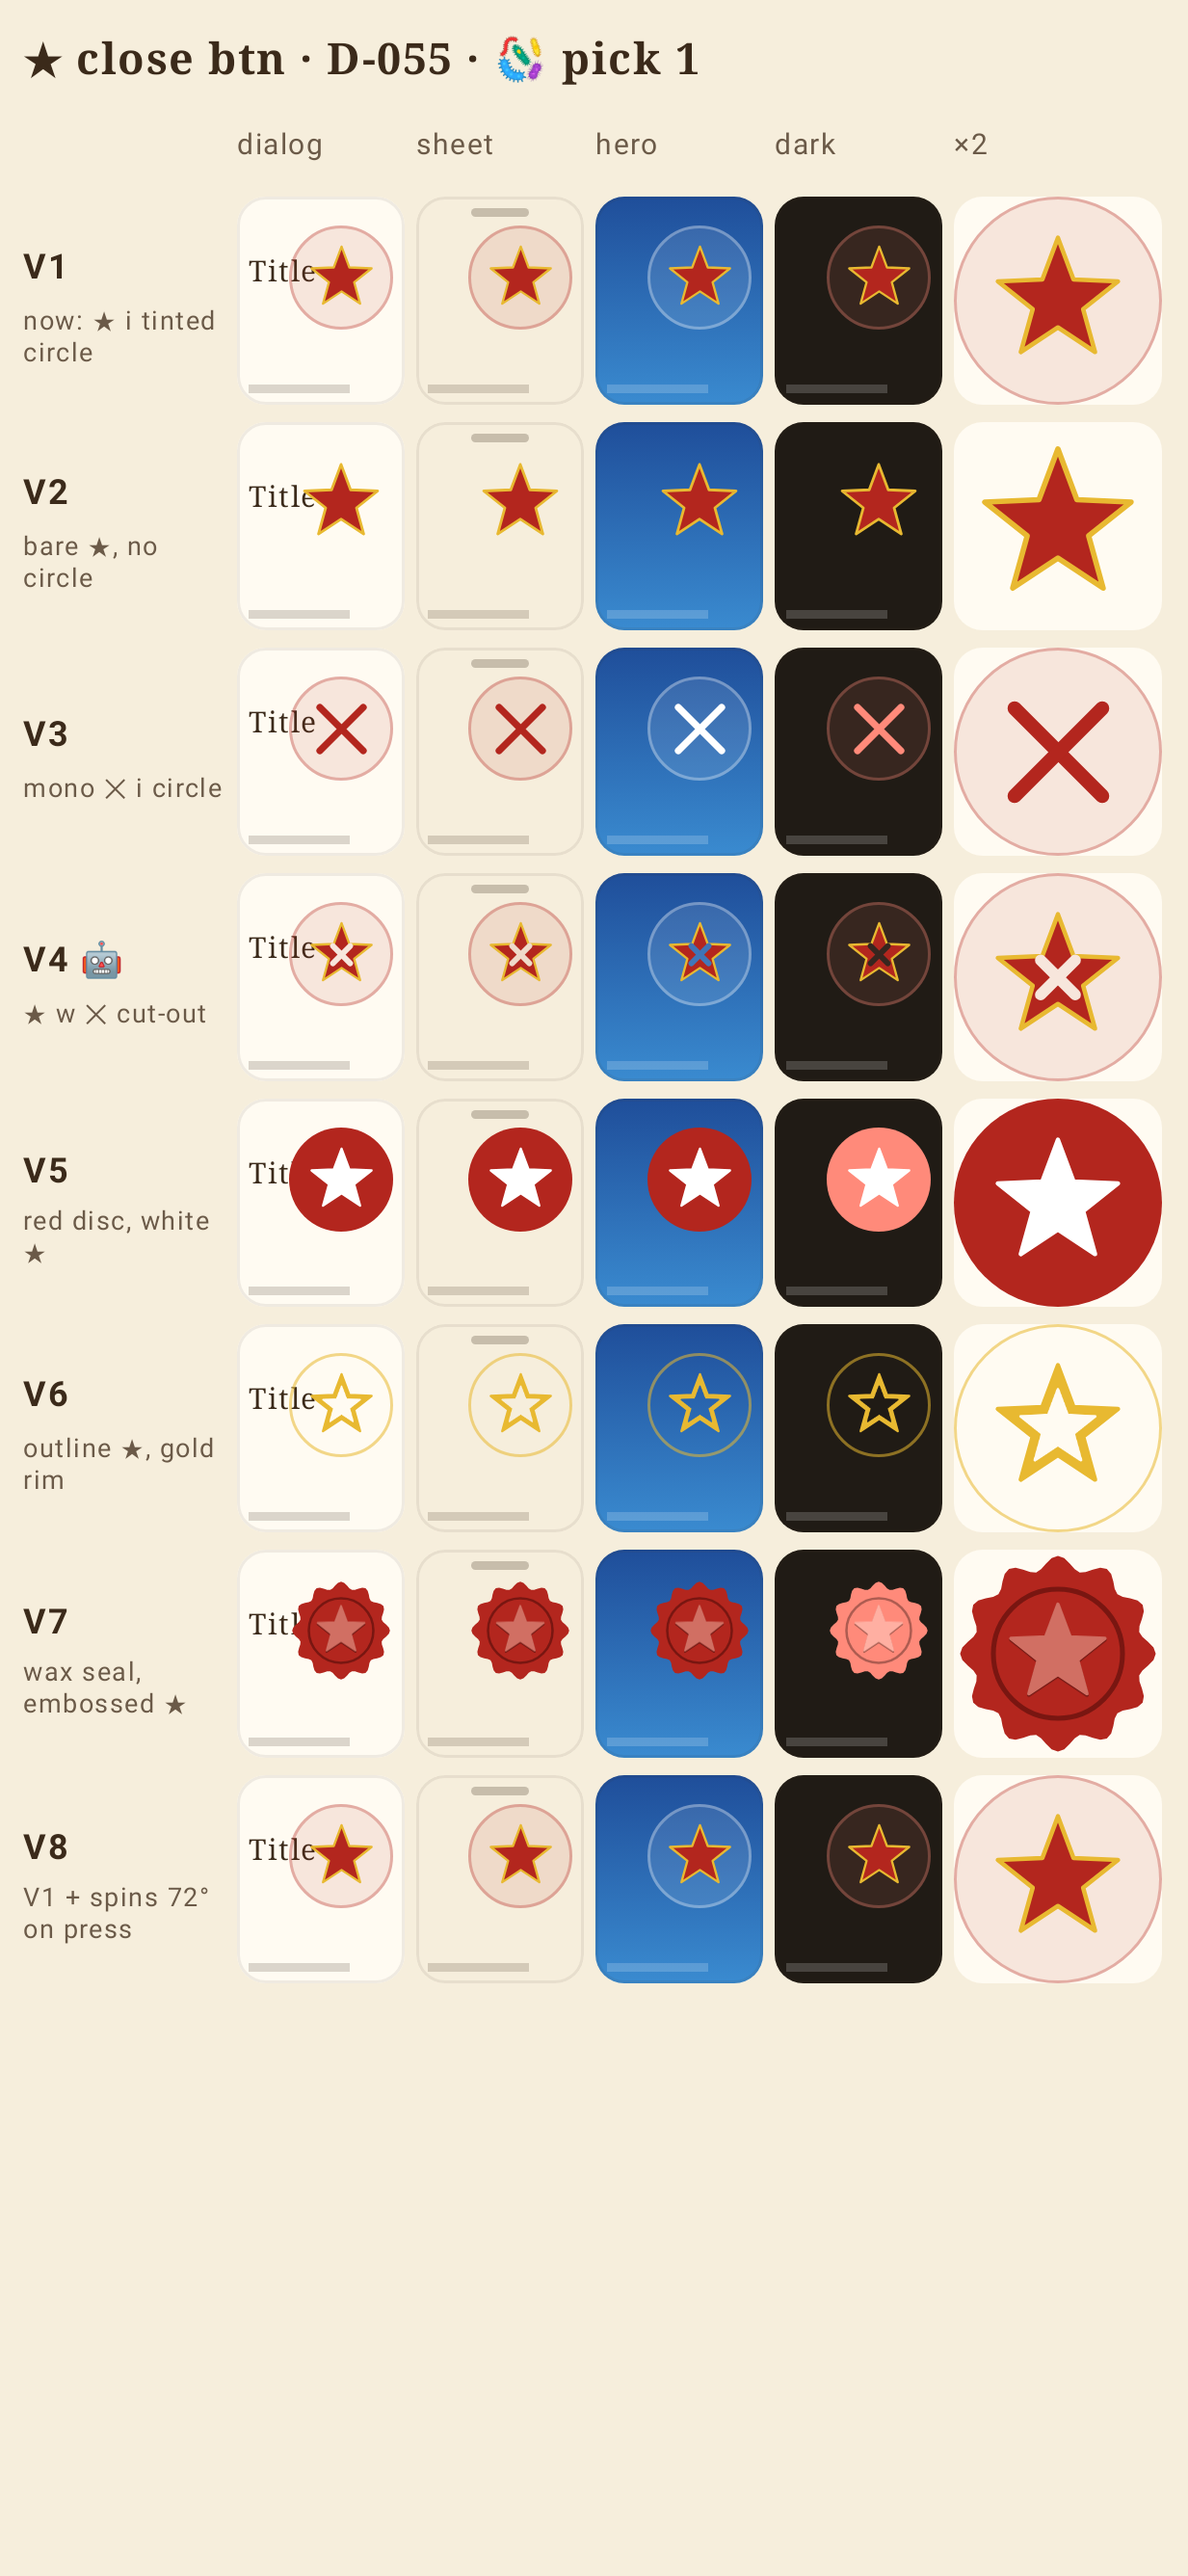 ★ close btn · D-055 · 🦠 pick 1
dialog sheet hero dark ×2
V1
now: ★ i tinted
circle
Title
V2
bare ★, no
circle
Title
V3
mono ✕ i circle
Title
V4 🤖
★ w ✕ cut-out
Title
V5
red disc, white
★
Tit
V6
outline ★, gold
rim
Title
V7
wax seal,
embossed ★
Titl
V8
V1 + spins 72°
on press
Title